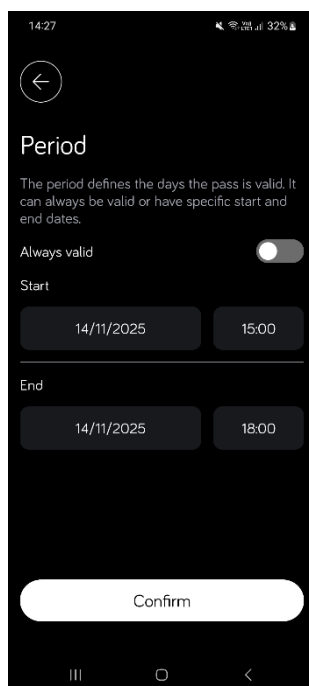 14:27 32%
Period
The period defines the days the pass is valid. It
can always be valid or have specific start and
end dates.
Always valid
Start
14/11/2025 15:00
End
14/11/2025 18:00
Confirm